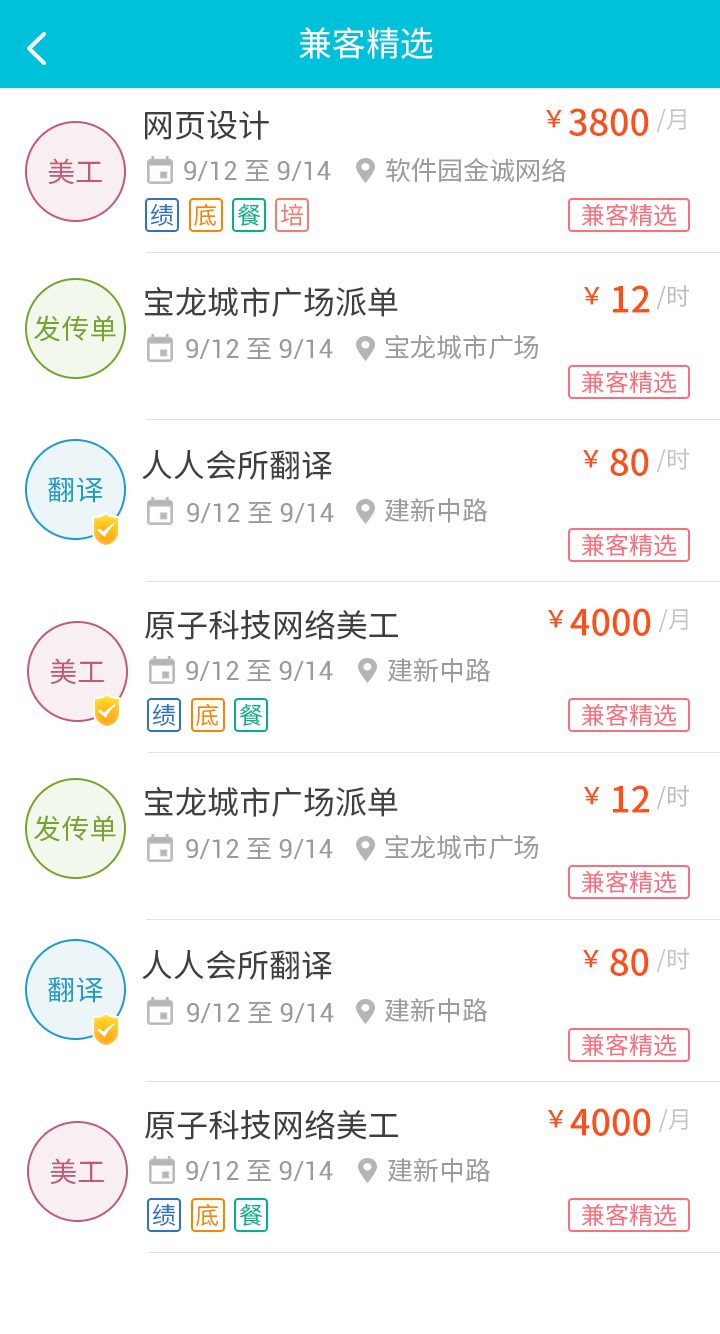 兼客精选
美工
网页设计
¥ 3800 /月
9/12 至 9/14 软件园金诚网络
绩 底 餐 培
兼客精选
发传单
宝龙城市广场派单
¥ 12 /时
9/12 至 9/14 宝龙城市广场
兼客精选
翻译
人人会所翻译
¥ 80 /时
9/12 至 9/14 建新中路
兼客精选
美工
原子科技网络美工
¥ 4000 /月
9/12 至 9/14 建新中路
绩 底 餐
兼客精选
发传单
宝龙城市广场派单
¥ 12 /时
9/12 至 9/14 宝龙城市广场
兼客精选
翻译
人人会所翻译
¥ 80 /时
9/12 至 9/14 建新中路
兼客精选
美工
原子科技网络美工
¥ 4000 /月
9/12 至 9/14 建新中路
绩 底 餐
兼客精选